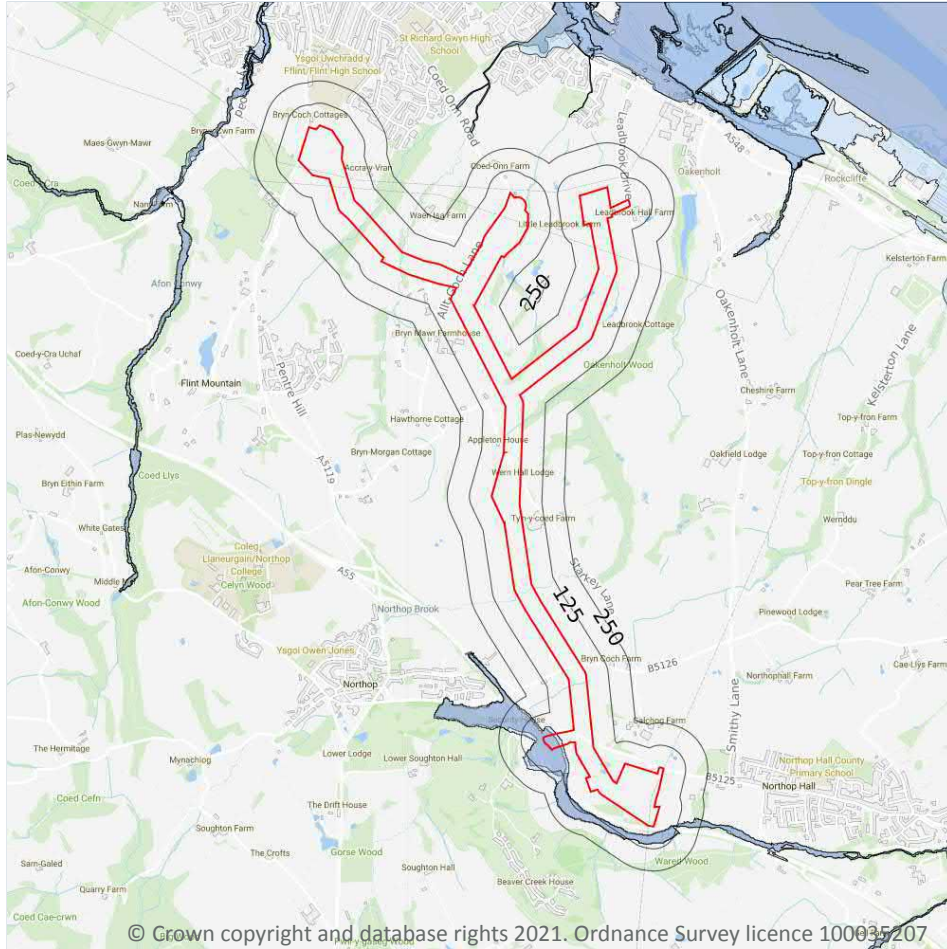 St Richard Gwyn High
School
Ysgol Uwchradd y
Fflint/Flint High School
Coed Onn Road
Bryn Coch Cottages
Maes-Gwyn-Mawr
Accray-Vran
Coed-Onn Farm
Leadbrook Drive
A548
Oakenholt
Rockcliffe
Leadbrook Hall Farm
Little Leadbrook Farm
Allt-Goch Lane
Kelsterton Farm
Afon Conwy
250
Coed-y-Cra Uchaf
Bryn Mawr Farmhouse
Leadbrook Cottage
Oakenholt Lane
Kelsterton Lane
Flint Mountain
Pentre Hill
Oakenholt Wood
Cheshire Farm
Hawthorne Cottage
Top-y-fron Farm
Plas-Newydd
Appleton House
Bryn-Morgan Cottage
A5119
Oakfield Lodge
Top-y-fron Cottage
Coed Llys
Wern Hall Lodge
Top-y-fron Dingle
Bryn Eithin Farm
Tyn-y-coed Farm
Wernddu
White Gates
Coleg
Llaneurgain/Northop
College
Celyn Wood
A55
Afon-Conwy
Afon-Conwy Wood
Starkey Lane
Pear Tree Farm
125
250
Northop Brook
Pinewood Lodge
Ysgol Owen Jones
Bryn Coch Farm
B5126
Cae-Llys Farm
Northop
Northophall Farm
Smithy Lane
Galchog Farm
The Hermitage
Lower Lodge
Lower Soughton Hall
Mynachlog
Northop Hall County
Primary School
B5125
Northop Hall
Coed Cefn
The Drift House
Soughton Farm
The Crofts
Gorse Wood
Sam-Galed
Soughton Hall
Wared Wood
Quarry Farm
Beaver Creek House
Coed Cae-crwn
© Crown copyright and database rights 2021. Ordnance Survey licence 100035207